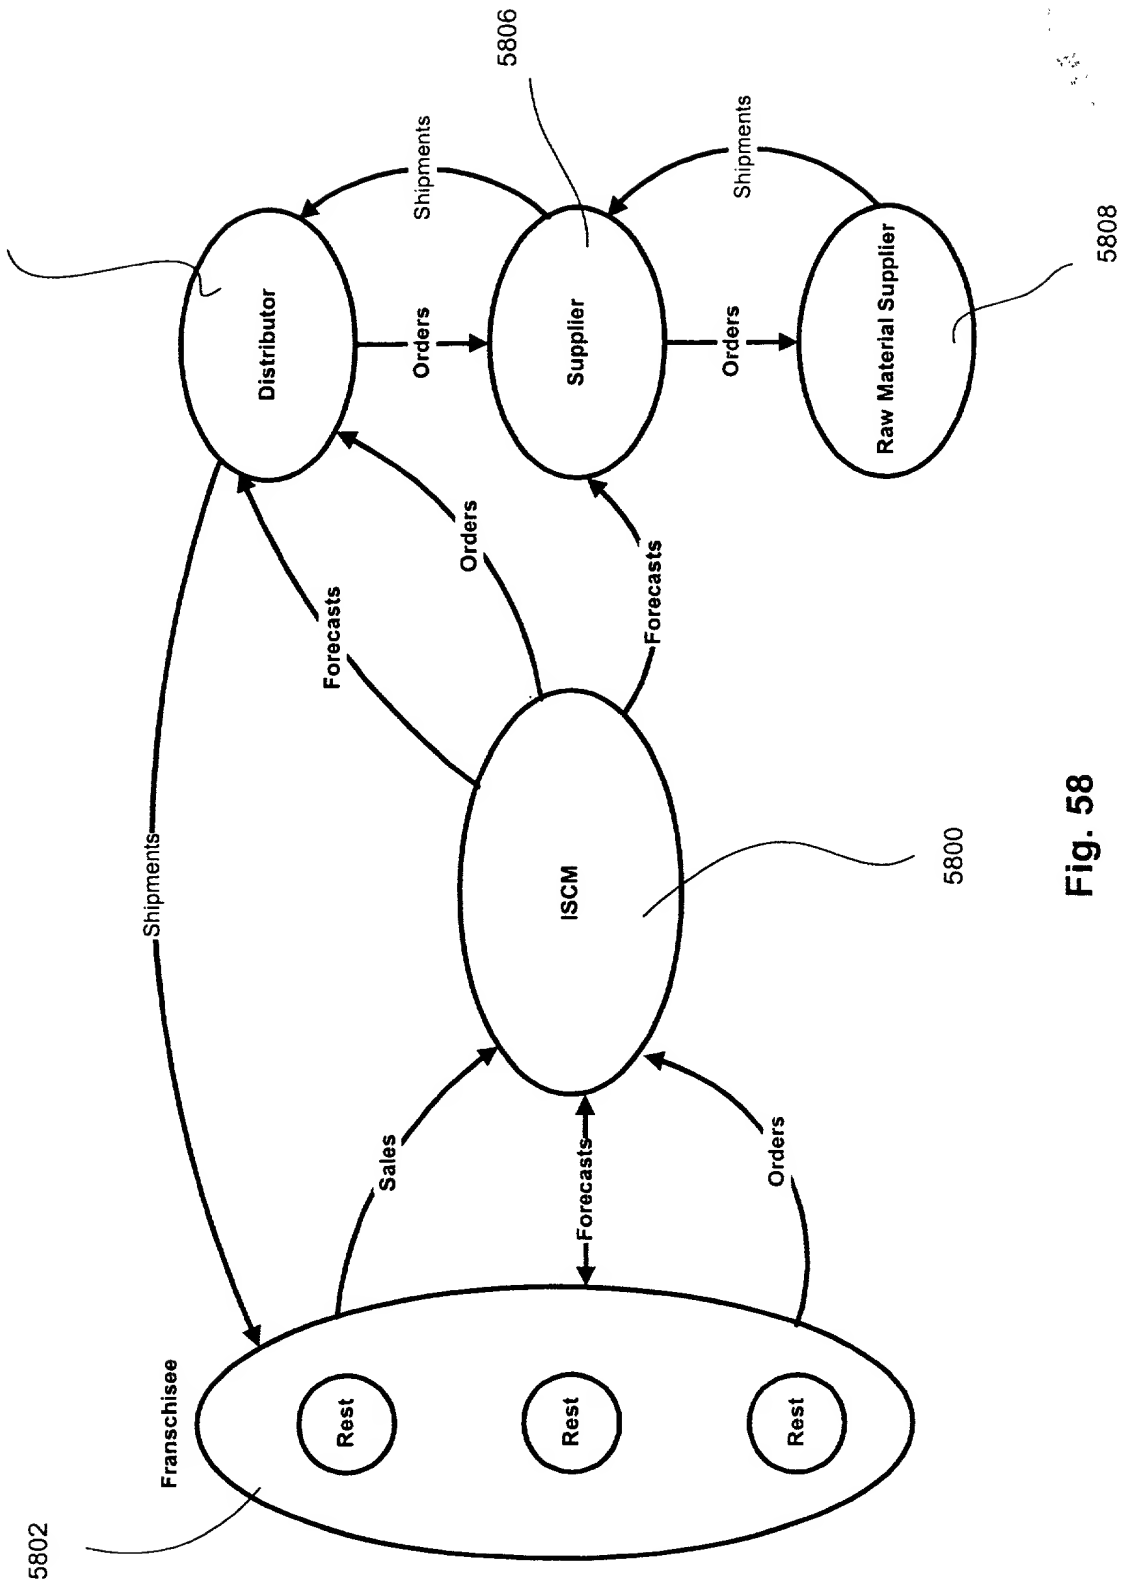 5802
Franschisee
Rest
Rest
Rest
Shipments
Sales
Forecasts
Orders
ISCM
5800
Forecasts
Orders
Forecasts
Distributor
Shipments
Orders
Supplier
5806
Shipments
Orders
Raw Material Supplier
5808
Fig. 58